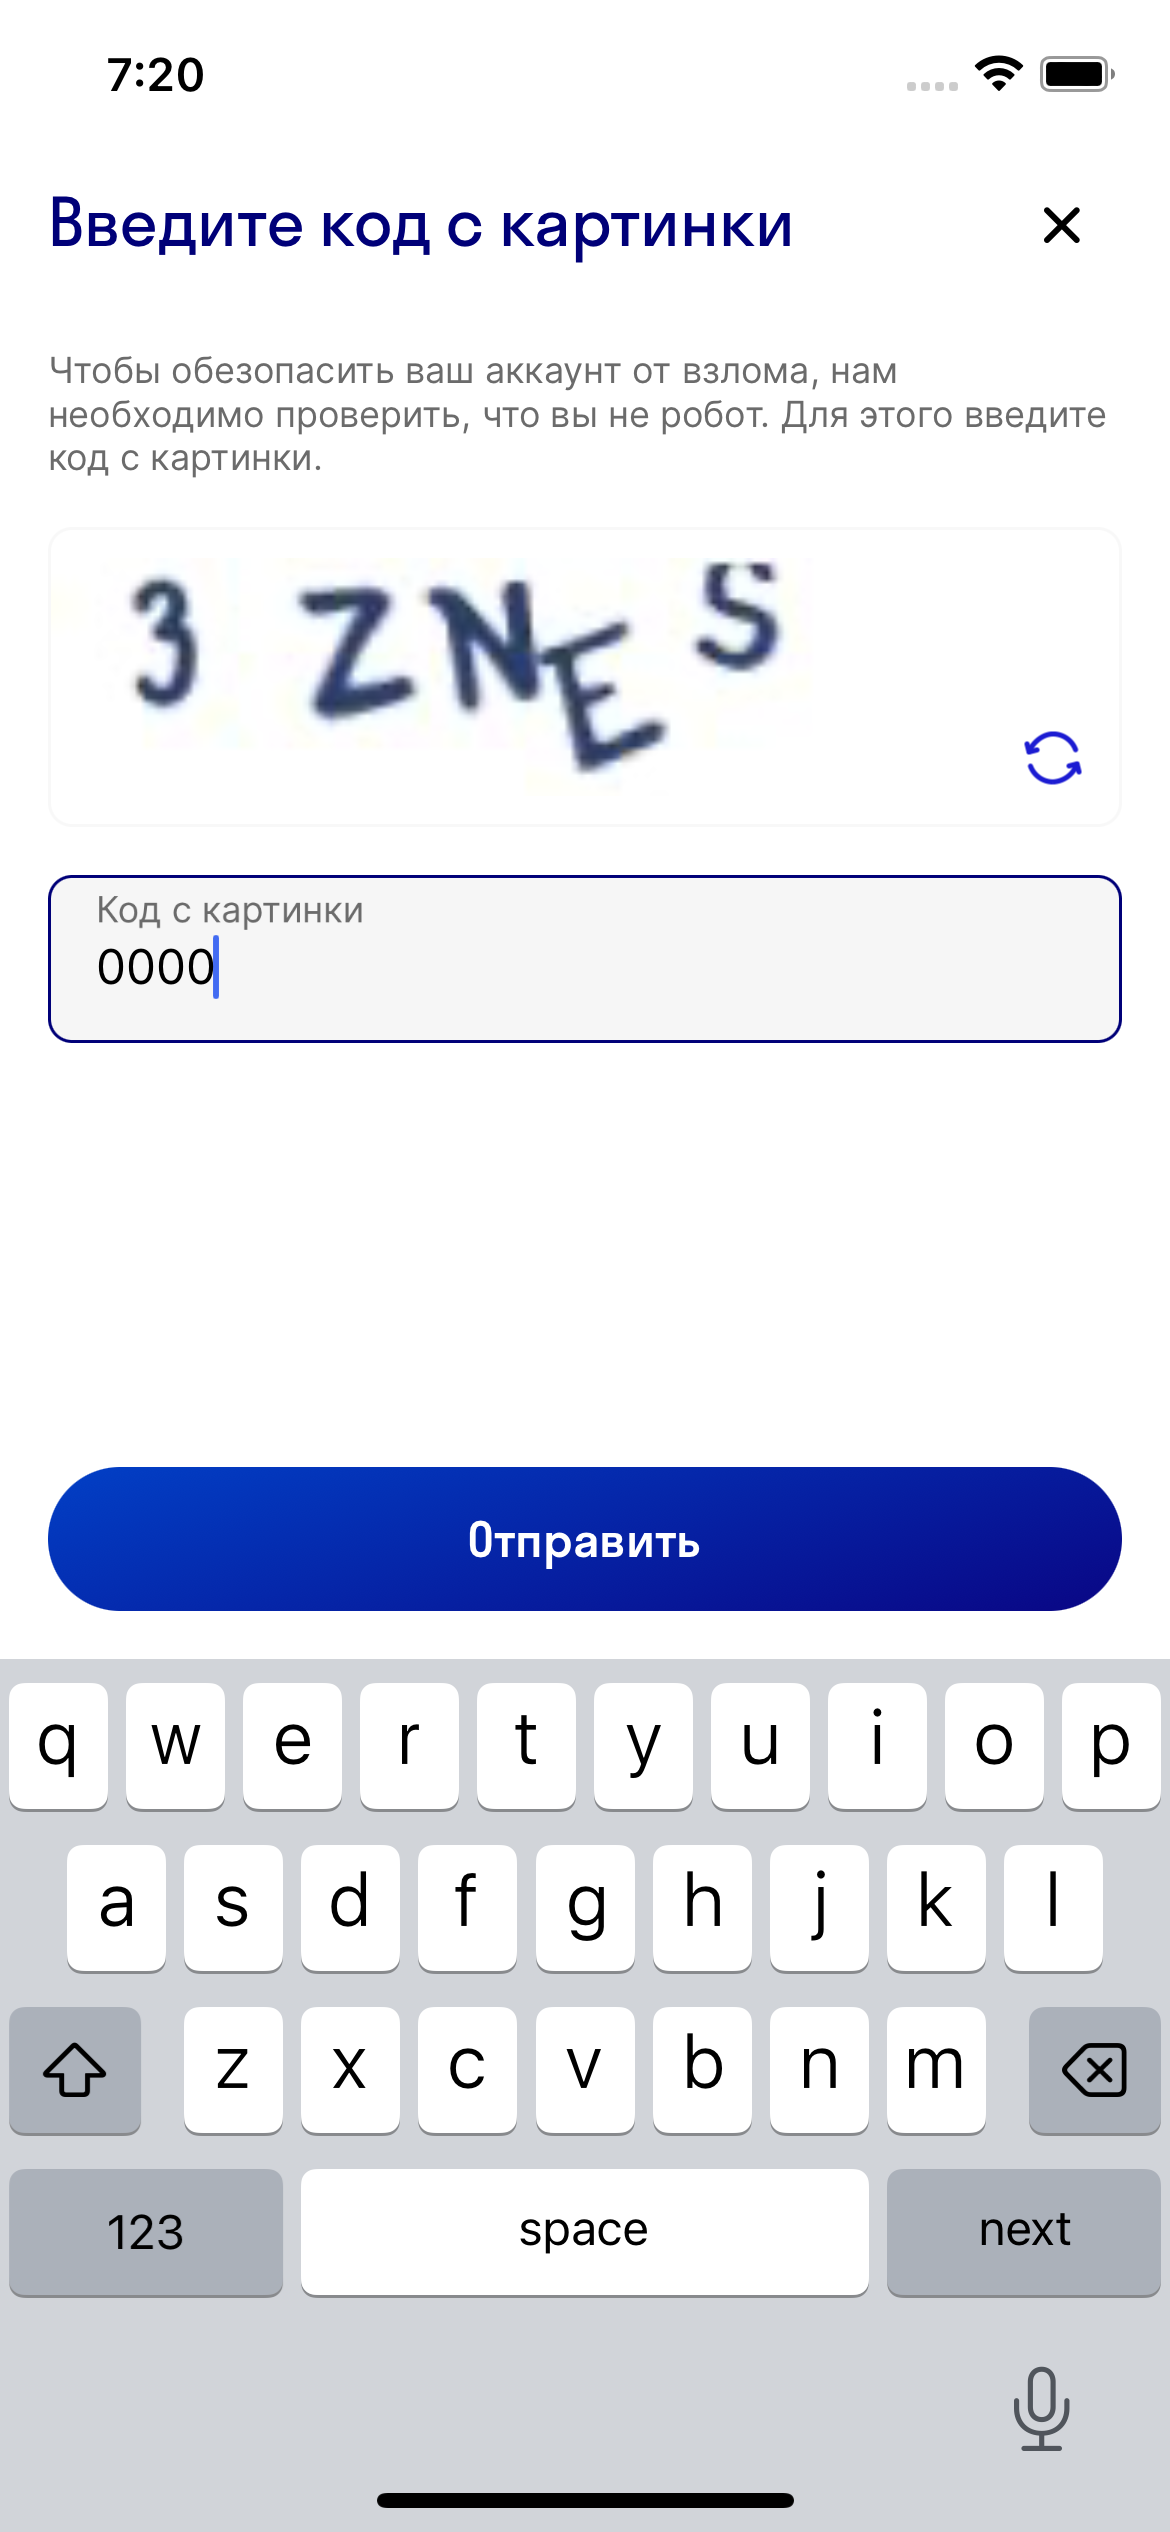 7:20
Введите код с картинки
Чтобы обезопасить ваш аккаунт от взлома, нам
необходимо проверить, что вы не робот. Для этого введите
код с картинки.
3 ZNES
Код с картинки
0000
Отправить
q w e r t y u i o p
a s d f g h j k l
z x c v b n m
123 space next